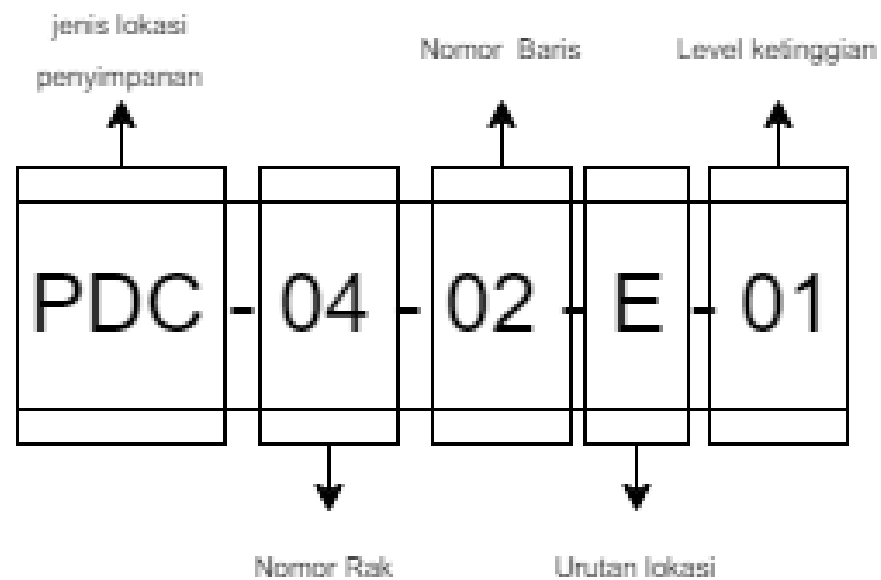 jenis lokasi
penyimpanan
Nomor Baris
Level ketinggian
PDC - 04 - 02 - E - 01
Nomor Rak
Urutan lokasi